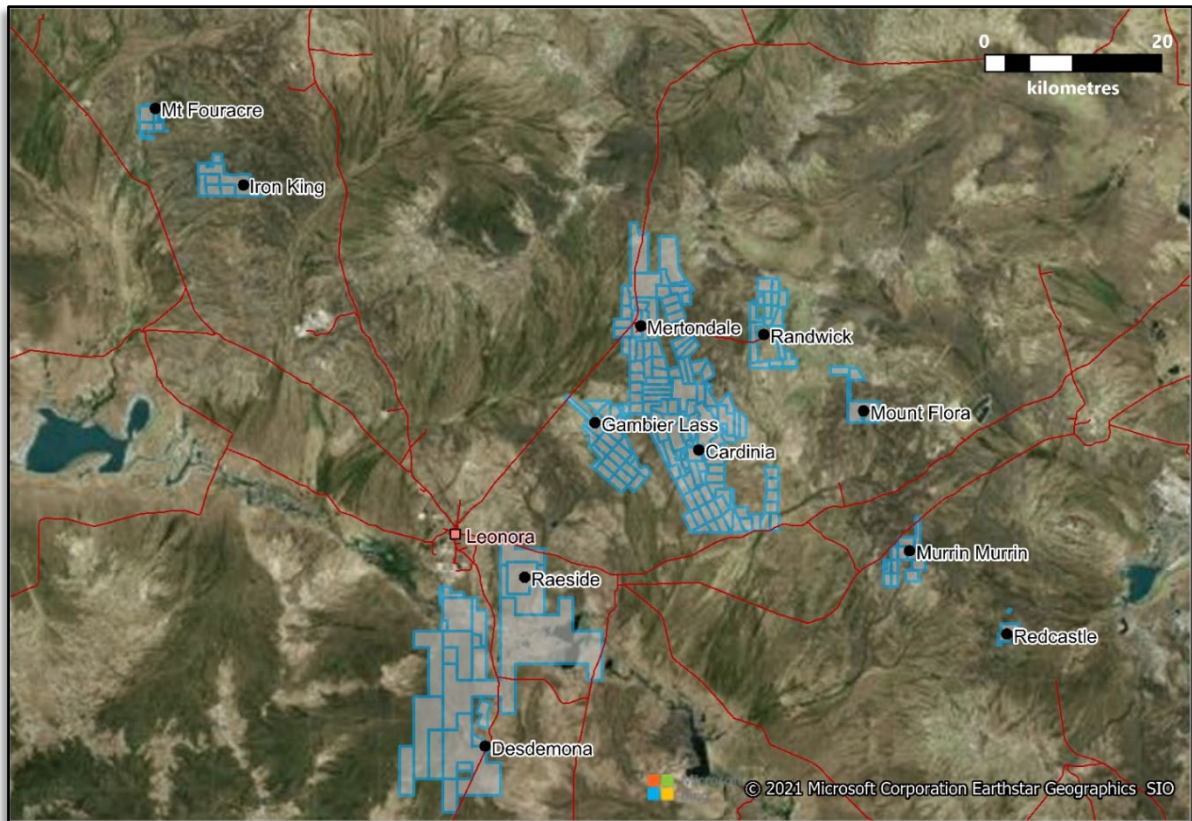 0 20
kilometres
Mt Fouracre
Iron King
Mertondale
Randwick
Mount Flora
Gambier Lass
Cardinia
Leonora
Murrin Murrin
Raeside
Redcastle
Desdemona
© 2021 Microsoft Corporation Earthstar Geographics SIO